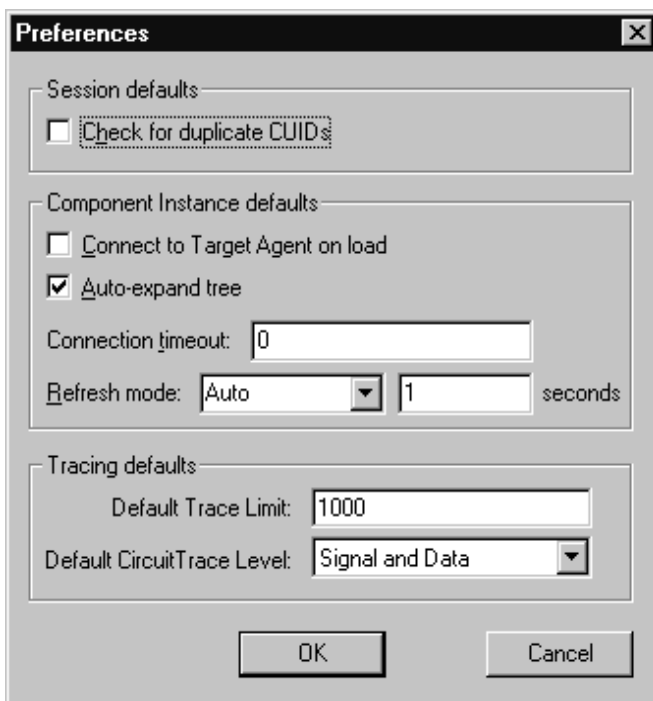 Preferences
Session defaults
Check for duplicate CUIDs
Component Instance defaults
Connect to Target Agent on load
Auto-expand tree
Connection timeout: 0
Refresh mode: Auto 1 seconds
Tracing defaults
Default Trace Limit: 1000
Default CircuitTrace Level: Signal and Data
OK Cancel